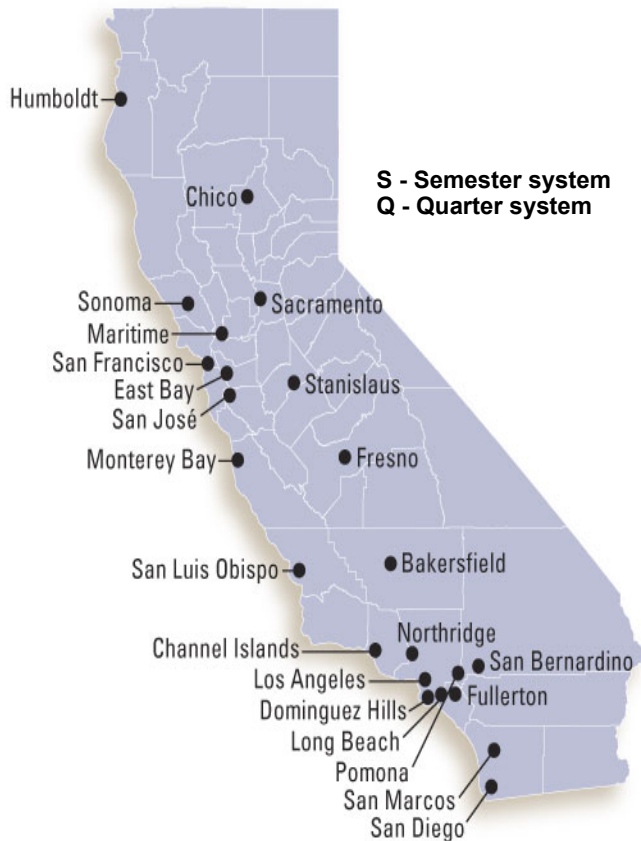 Humboldt
S - Semester system
Q - Quarter system
Chico
Sonoma
Sacramento
Maritime
San Francisco
East Bay
Stanislaus
San José
Monterey Bay
Fresno
San Luis Obispo
Bakersfield
Channel Islands
Northridge
San Bernardino
Los Angeles
Fullerton
Dominguez Hills
Long Beach
Pomona
San Marcos
San Diego